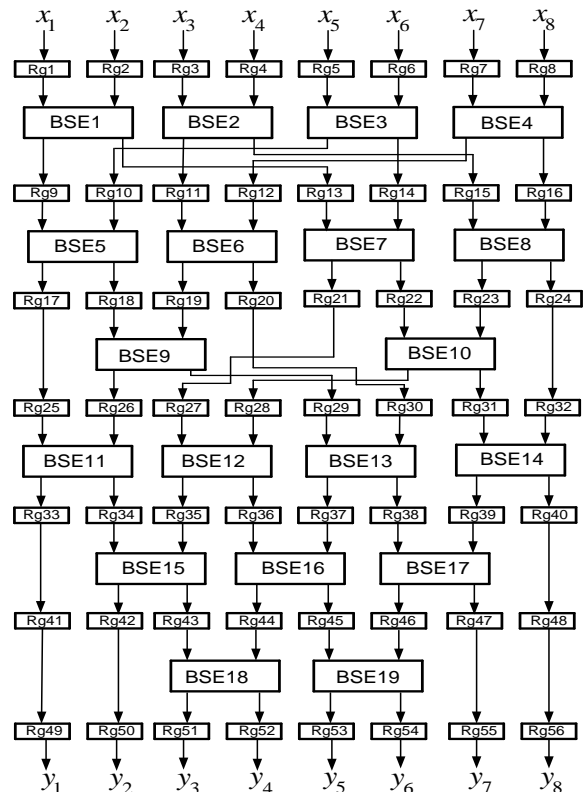 x₁ x₂ x₃ x₄ x₅ x₆ x₇ x₈
Rg1 Rg2 Rg3 Rg4 Rg5 Rg6 Rg7 Rg8
BSE1 BSE2 BSE3 BSE4
Rg9 Rg10 Rg11 Rg12 Rg13 Rg14 Rg15 Rg16
BSE5 BSE6 BSE7 BSE8
Rg17 Rg18 Rg19 Rg20 Rg21 Rg22 Rg23 Rg24
BSE9 BSE10
Rg25 Rg26 Rg27 Rg28 Rg29 Rg30 Rg31 Rg32
BSE11 BSE12 BSE13 BSE14
Rg33 Rg34 Rg35 Rg36 Rg37 Rg38 Rg39 Rg40
BSE15 BSE16 BSE17
Rg41 Rg42 Rg43 Rg44 Rg45 Rg46 Rg47 Rg48
BSE18 BSE19
Rg49 Rg50 Rg51 Rg52 Rg53 Rg54 Rg55 Rg56
y₁ y₂ y₃ y₄ y₅ y₆ y₇ y₈